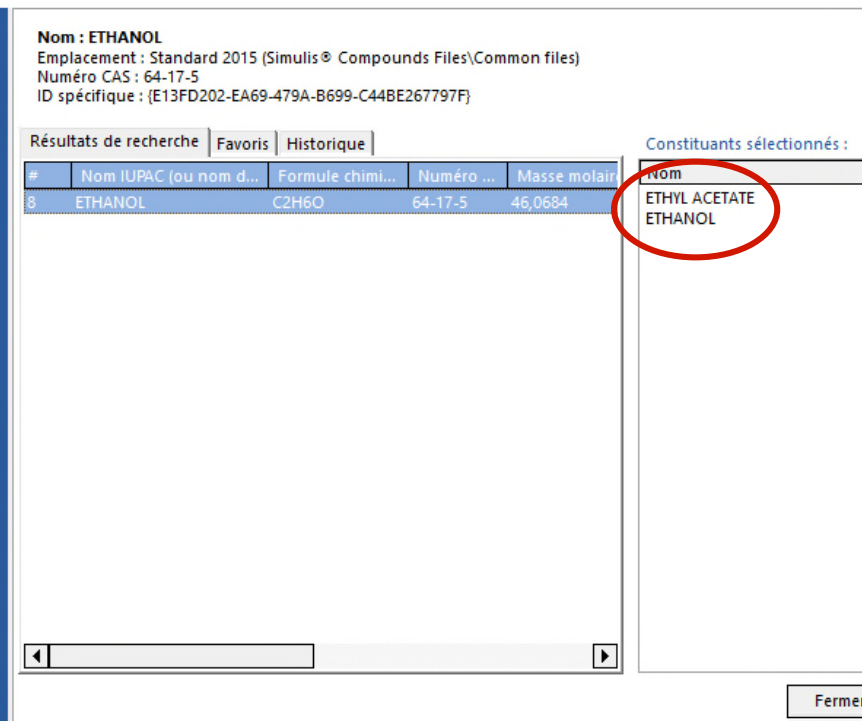 Nom : ETHANOL
Emplacement : Standard 2015 (Simulis® Compounds Files\Common files)
Numéro CAS : 64-17-5
ID spécifique : {E13FD202-EA69-479A-B699-C44BE267797F}
Résultats de recherche Favoris Historique
Constituants sélectionnés :
# Nom IUPAC (ou nom d... Formule chimi... Numéro ... Masse molaire
8 ETHANOL C2H6O 64-17-5 46,0684
Nom
ETHYL ACETATE
ETHANOL
Fermer